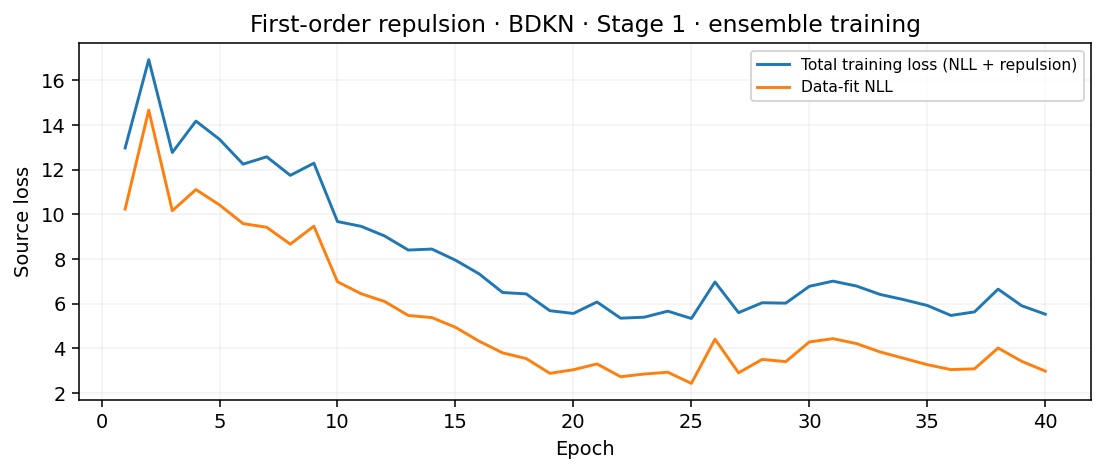 First-order repulsion · BDKN · Stage 1 · ensemble training
Total training loss (NLL + repulsion)
Data-fit NLL
Source loss
16
14
12
10
8
6
4
2
0 5 10 15 20 25 30 35 40
Epoch